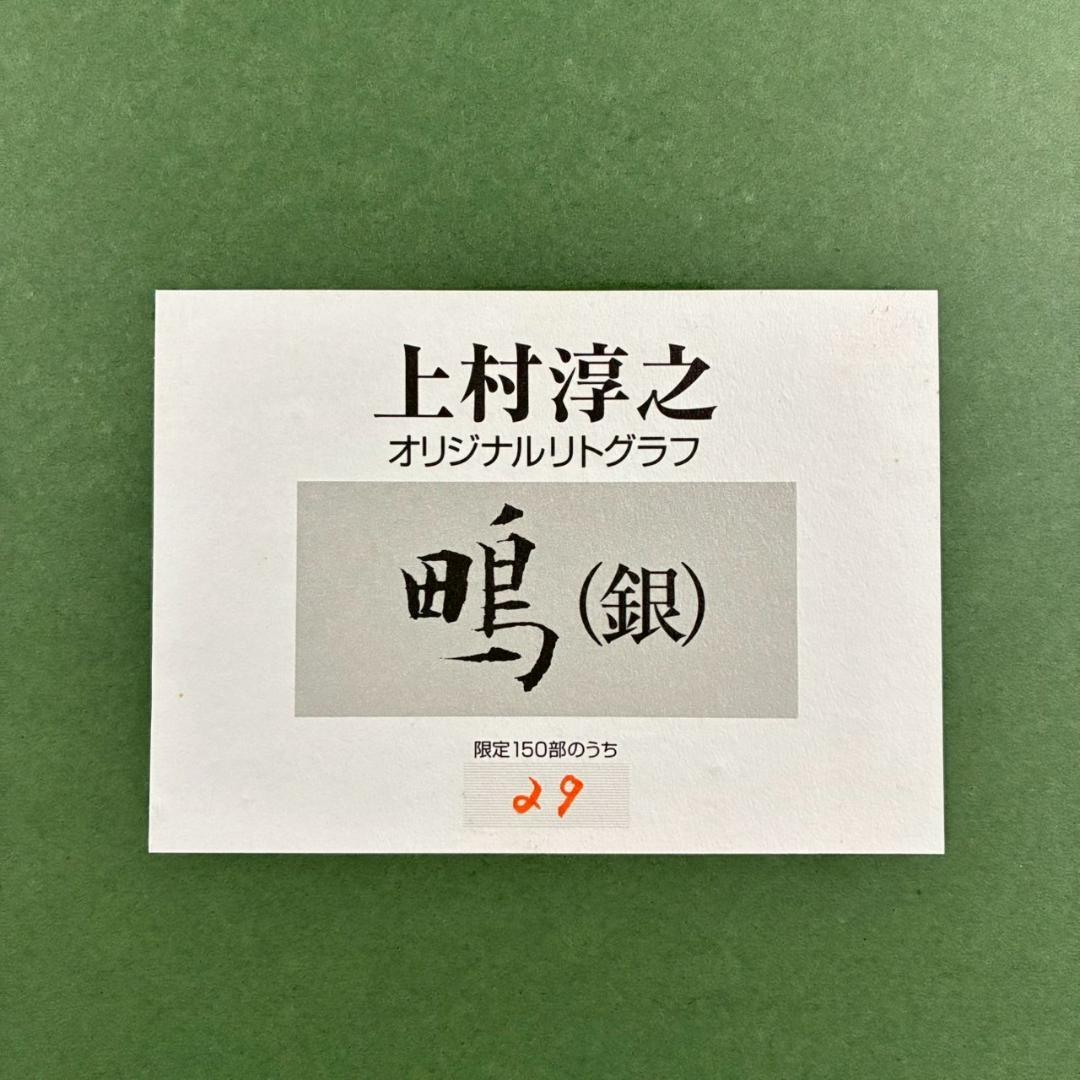 上村淳之
オリジナルリトグラフ
鴫(銀)
限定150部のうち
29